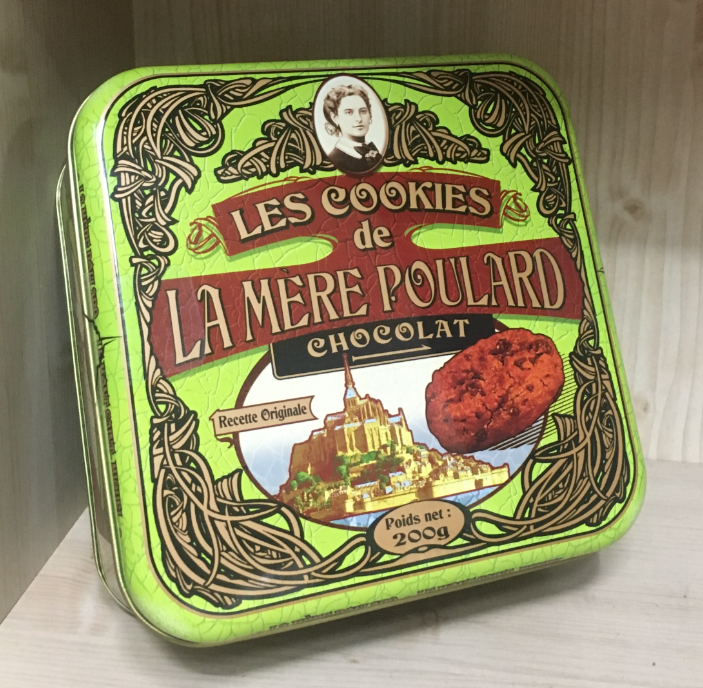 LES COOKIES
de
LA MÈRE POULARD
CHOCOLAT
Recette Originale
Poids net :
200g